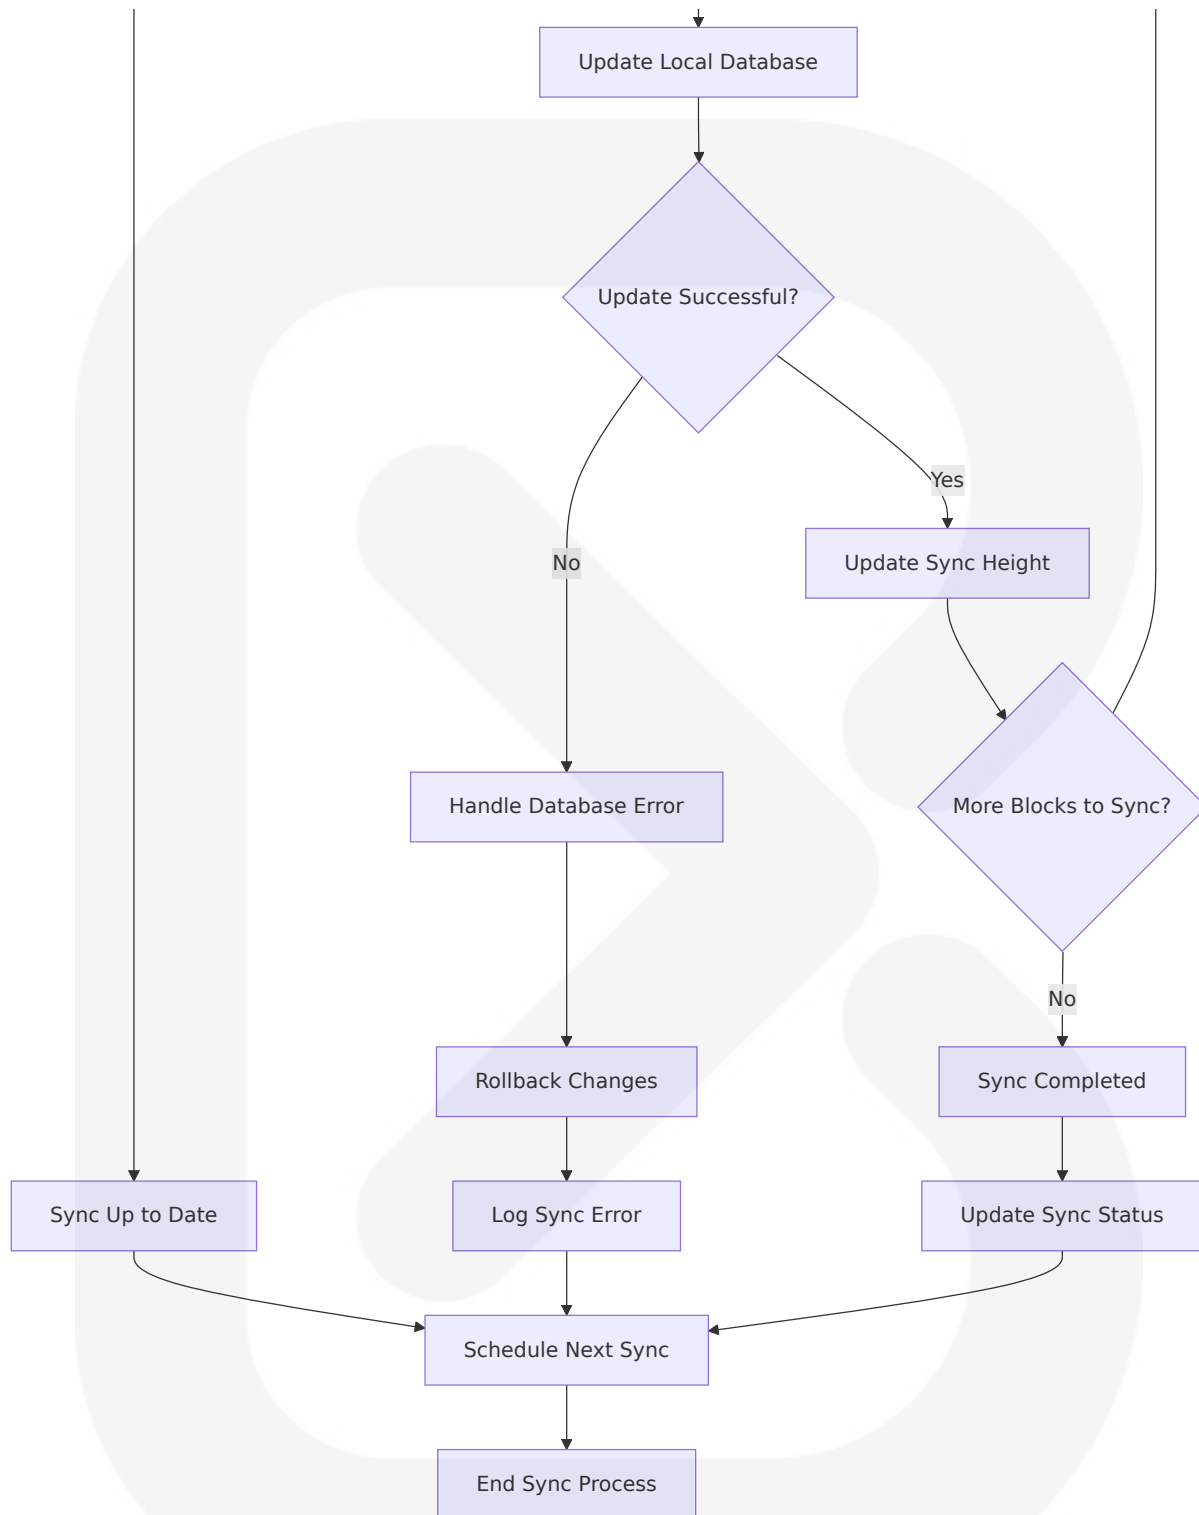 Update Local Database
Update Successful?
Yes
No
Update Sync Height
Handle Database Error
More Blocks to Sync?
No
Rollback Changes
Sync Completed
Sync Up to Date
Log Sync Error
Update Sync Status
Schedule Next Sync
End Sync Process